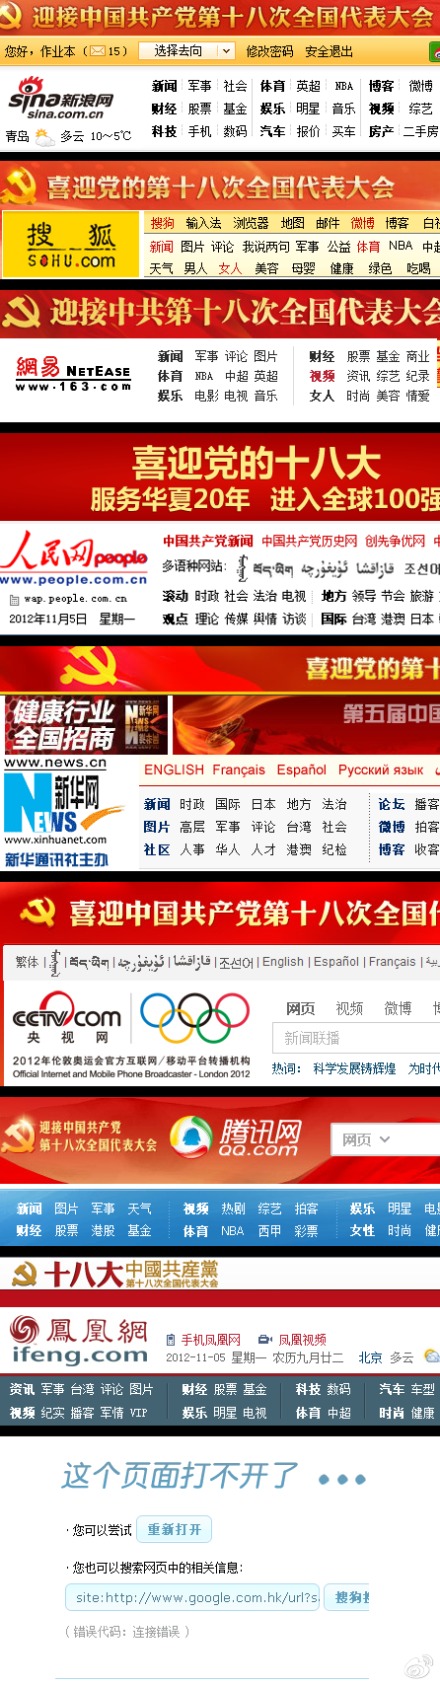 迎接中国共产党第十八次全国代表大会
您好，作业本（15） 选择去向 修改密码 安全退出
sina新浪网 新闻 军事 社会 体育 英超 NBA 博客 微博
sina.com.cn 财经 股票 基金 娱乐 明星 音乐 视频 综艺
青岛 多云 10～5℃ 科技 手机 数码 汽车 报价 买车 房产 二手房
喜迎党的第十八次全国代表大会
搜狐 搜狗 输入法 浏览器 地图 邮件 微博 博客 白社
SOHU.com 新闻 图片 评论 我说两句 军事 公益 体育 NBA 中超
天气 男人 女人 美容 母婴 健康 绿色 吃喝
迎接中共第十八次全国代表大会
網易 NETEASE 新闻 军事 评论 图片 财经 股票 基金 商业
www.163.com 体育 NBA 中超 英超 视频 资讯 综艺 纪录
娱乐 电影 电视 音乐 女人 时尚 美容 情爱
喜迎党的十八大
服务华夏20年 进入全球100强
人民网people 中国共产党新闻 中国共产党历史网 创先争优网
www.people.com.cn 多语种网站: 조선어
wap.people.com.cn 滚动 时政 社会 法治 电视 地方 领导 节会 旅游
2012年11月5日 星期一 观点 理论 传媒 舆情 访谈 国际 台湾 港澳 日本
喜迎党的第十
健康行业 新华网 第五届中国
全国招商 NEWS
www.news.cn ENGLISH Français Español Русский язык
新华网 NEWS 新闻 时政 国际 日本 地方 法治 论坛 播客
www.xinhuanet.com 图片 高层 军事 评论 台湾 社会 微博 拍客
新华通讯社主办 社区 人事 华人 人才 港澳 纪检 博客 收客
喜迎中国共产党第十八次全国代
繁体 | | བོད་ཡིག | ئۇيغۇرچە | قازاقشا | 조선어 | English | Español | Français |
CCTV.com 网页 视频 微博 博
央视网 新闻联播
2012年伦敦奥运会官方互联网/移动平台转播机构 热词: 科学发展铸辉煌 为时代
Official Internet and Mobile Phone Broadcaster - London 2012
迎接中国共产党
第十八次全国代表大会 腾讯网 QQ.com 网页
新闻 图片 军事 天气 视频 热剧 综艺 拍客 娱乐 明星 电影
财经 股票 港股 基金 体育 NBA 西甲 彩票 女性 时尚 健康
十八大 中國共産黨
第十八次全国代表大会
鳳凰網 手机凤凰网 凤凰视频
ifeng.com 2012-11-05 星期一 农历九月廿二 北京 多云
资讯 军事 台湾 评论 图片 财经 股票 基金 科技 数码 汽车 车型
视频 纪实 播客 军情 VIP 娱乐 明星 电视 体育 中超 时尚 健康
这个页面打不开了 ...
· 您可以尝试 重新打开
· 您也可以搜索网页中的相关信息:
site:http://www.google.com.hk/url?s 搜狗搜
（ 错误代码：连接错误 ）